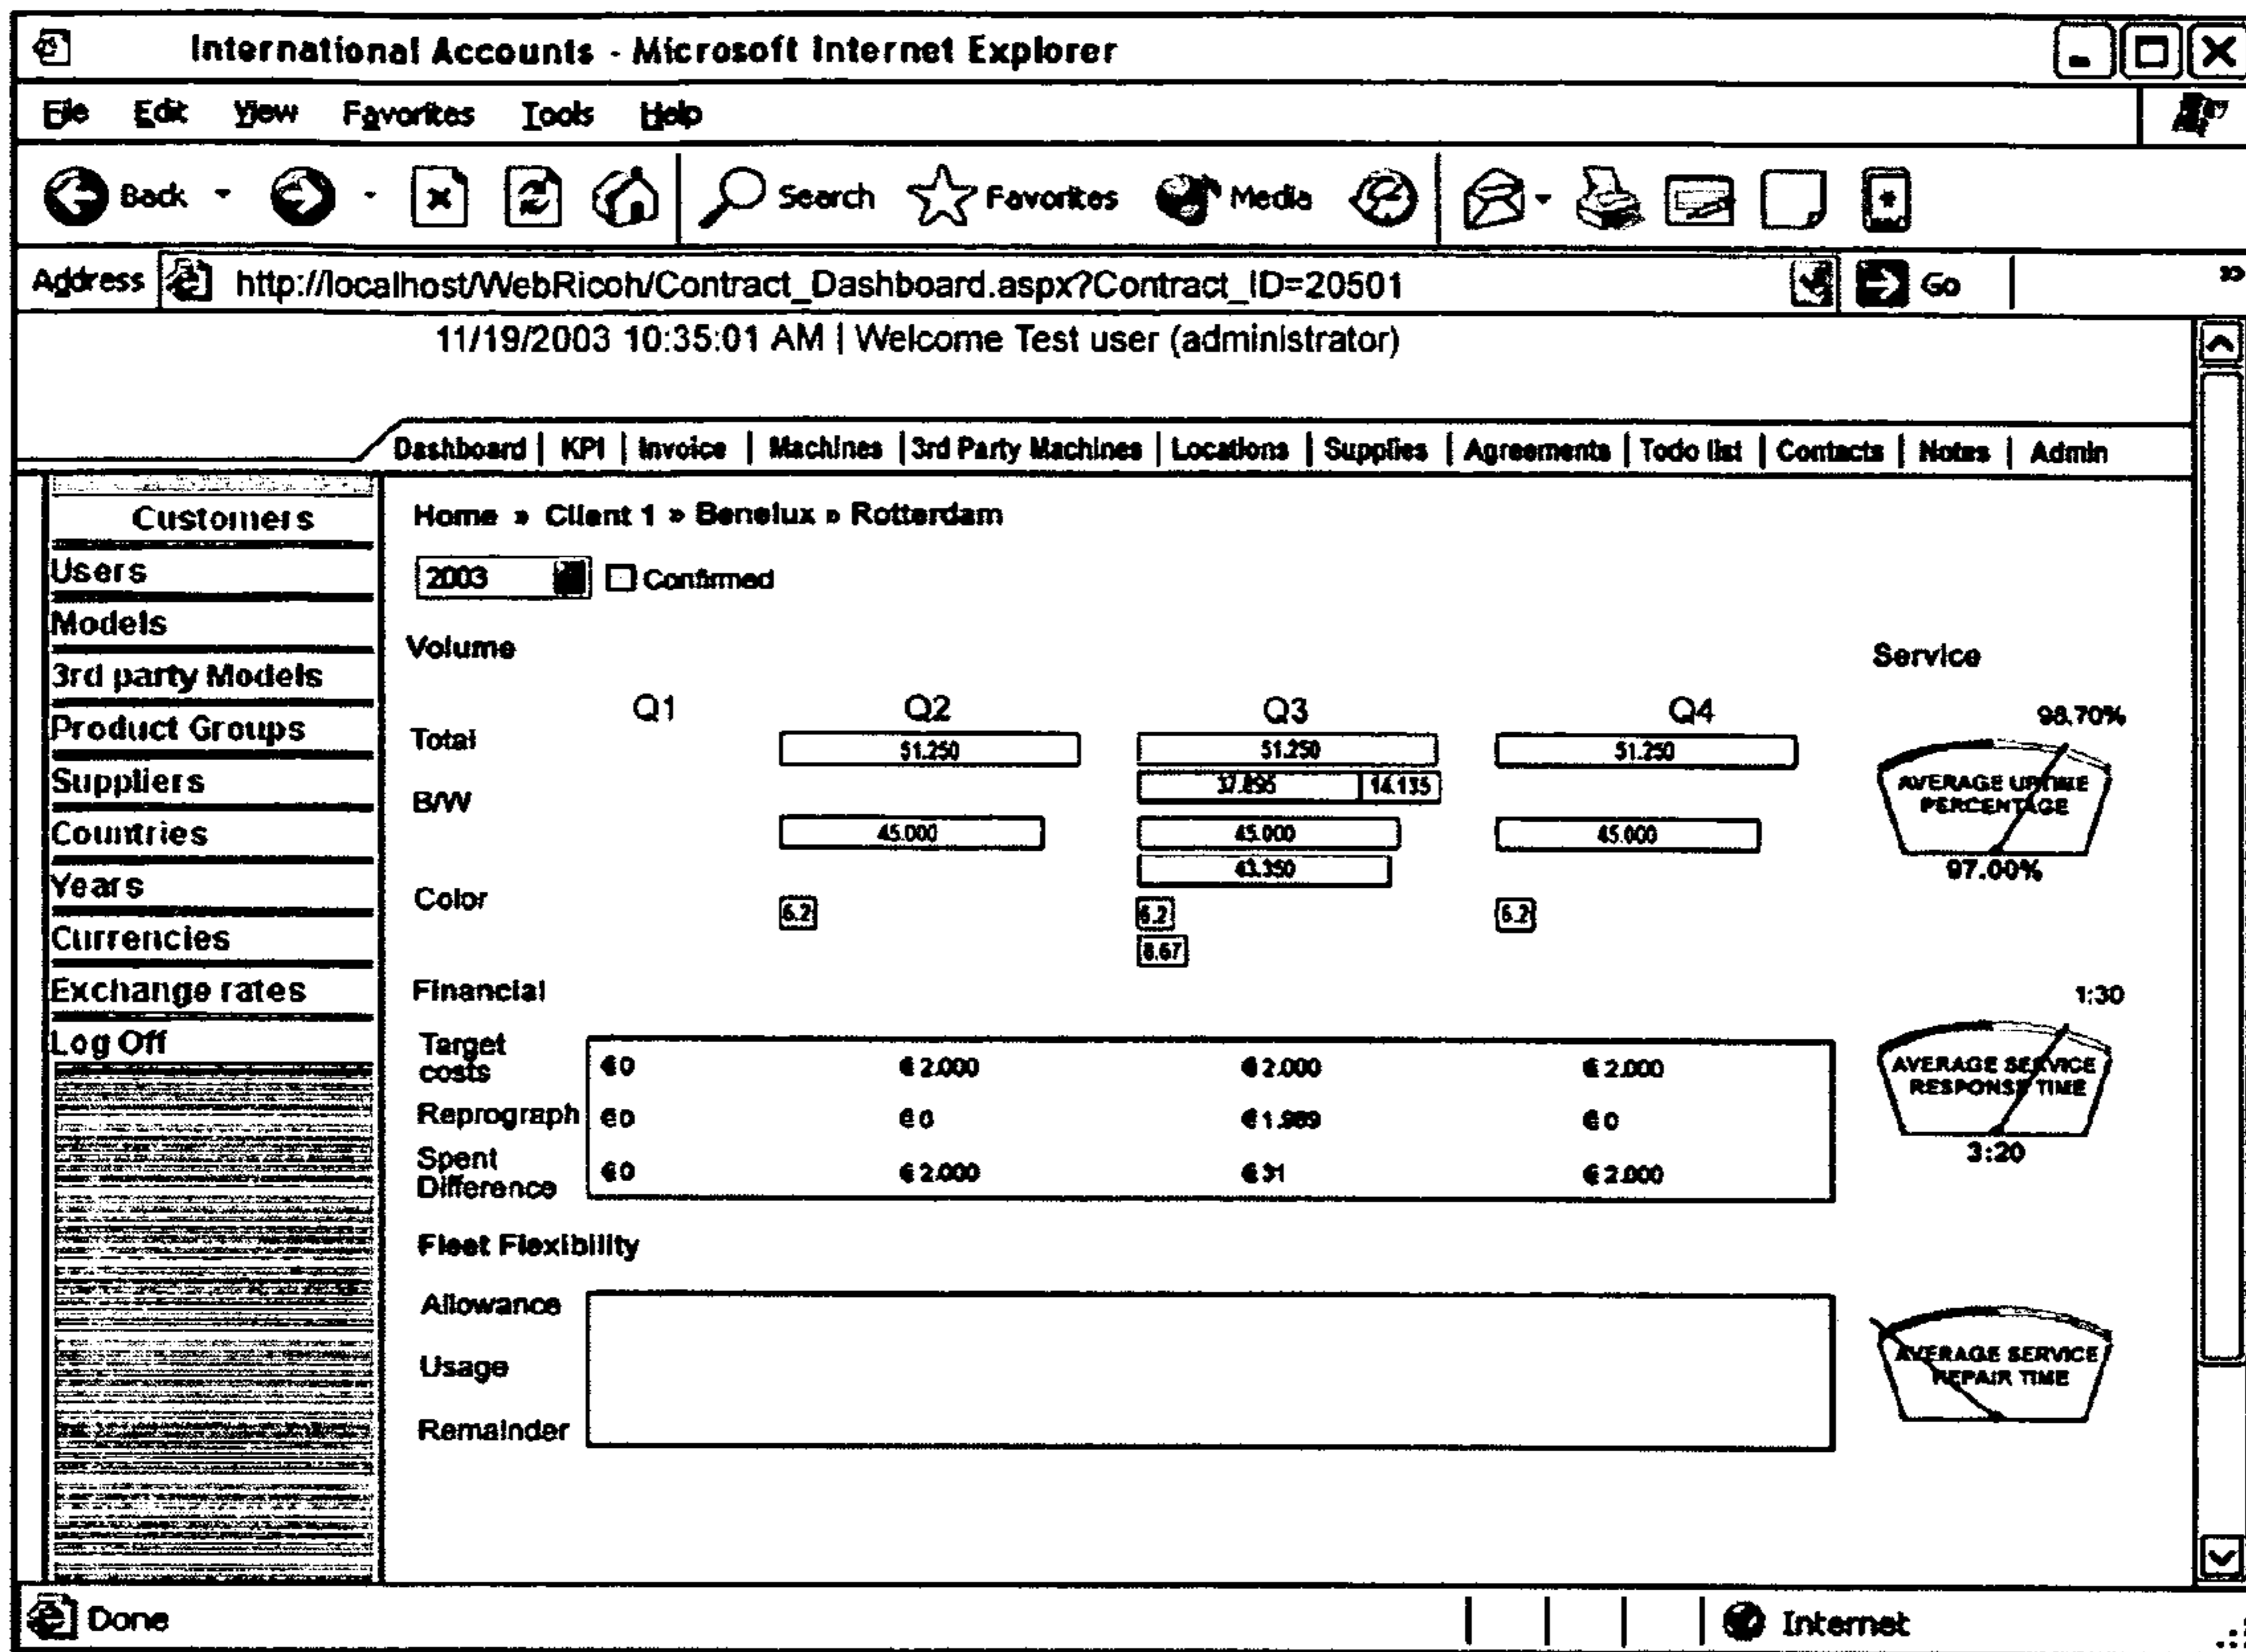 International Accounts - Microsoft Internet Explorer
File Edit View Favorites Tools Help
Back Search Favorites Media
Address http://localhost/WebRicoh/Contract_Dashboard.aspx?Contract_ID=20501 Go »
11/19/2003 10:35:01 AM | Welcome Test user (administrator)
Dashboard | KPI | Invoice | Machines | 3rd Party Machines | Locations | Supplies | Agreements | Todo list | Contacts | Notes | Admin
Customers
Users
Models
3rd party Models
Product Groups
Suppliers
Countries
Years
Currencies
Exchange rates
Log Off
Home » Client 1 » Benelux » Rotterdam
2003 Confirmed
Volume
Q1 Q2 Q3 Q4
Total 51.250 51.250 51.250
37.895 14.135
B/W
45.000 45.000 45.000
43.350
Color 6.2 6.2 6.2
8.67
Financial
Target costs €0 €2.000 €2.000 €2.000
Reprograph €0 €0 €1.969 €0
Spent Difference €0 €2.000 €31 €2.000
Fleet Flexibility
Allowance
Usage
Remainder
Service
98.70%
AVERAGE UPTIME
PERCENTAGE
97.00%
1:30
AVERAGE SERVICE
RESPONSE TIME
3:20
AVERAGE SERVICE
REPAIR TIME
Done Internet